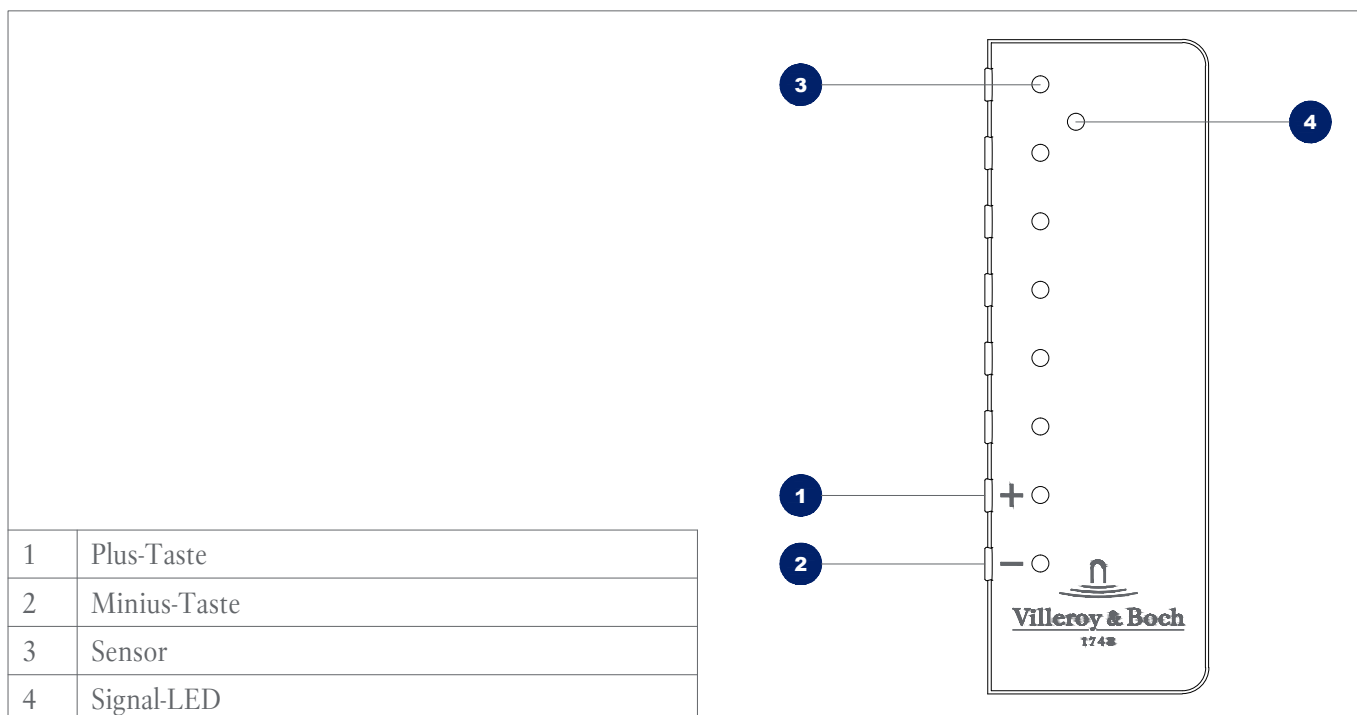 3
4
1
+
2
−
Villeroy & Boch
1748
1 Plus-Taste
2 Minius-Taste
3 Sensor
4 Signal-LED